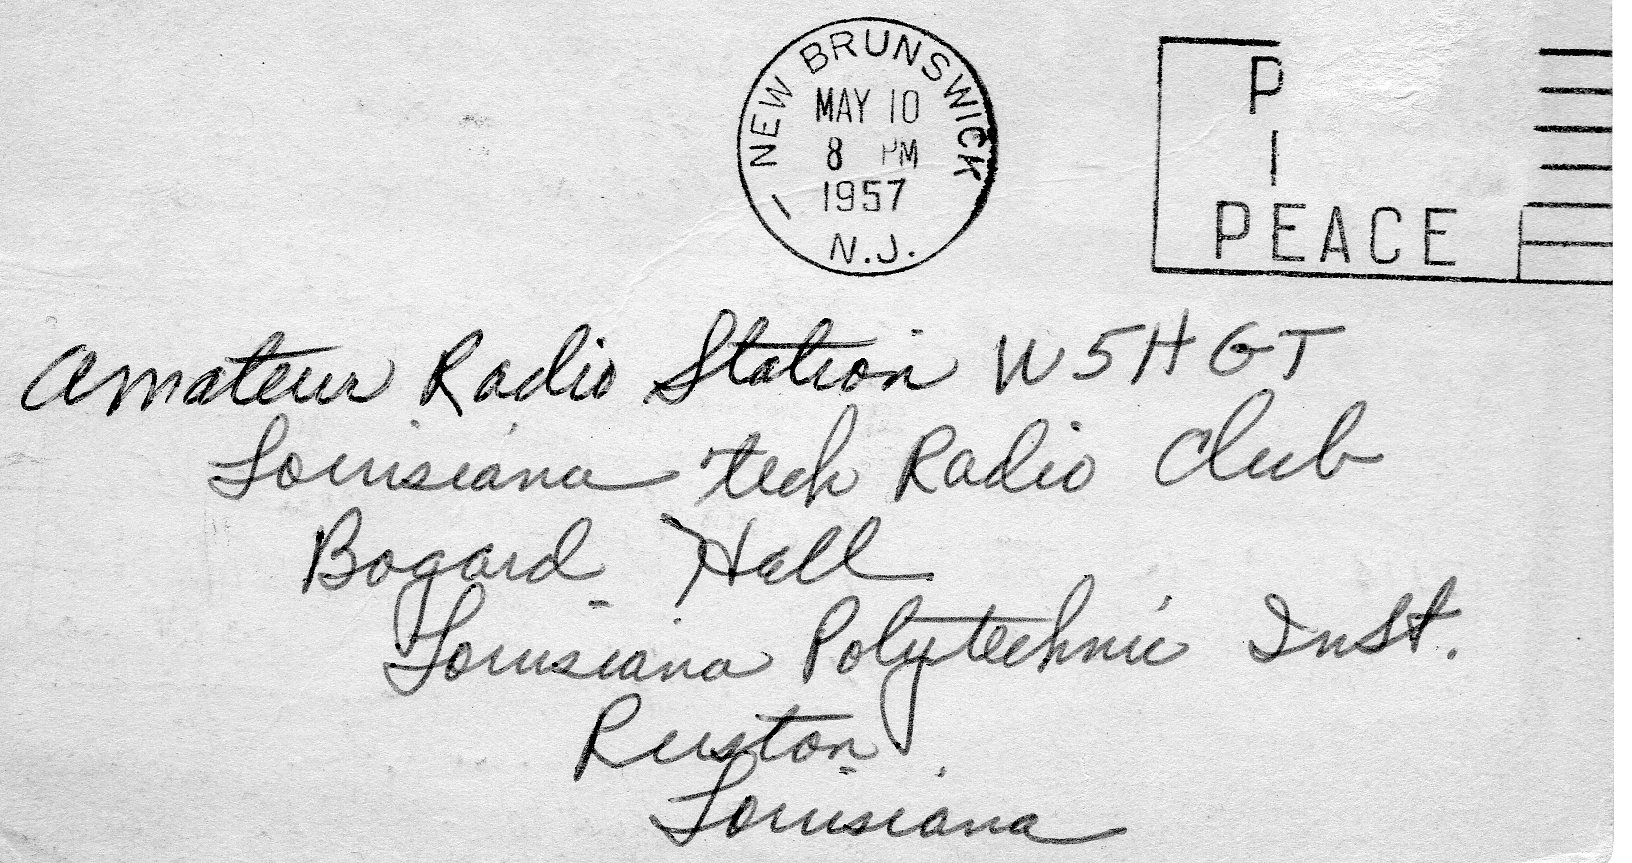 NEW BRUNSWICK
MAY 10
8 PM
1957
1
N.J.
P
I
PEACE
Amateur Radio Station W5HGT
Louisiana Tech Radio Club
Bogard Hall
Louisiana Polytechnic Inst.
Ruston
Louisiana